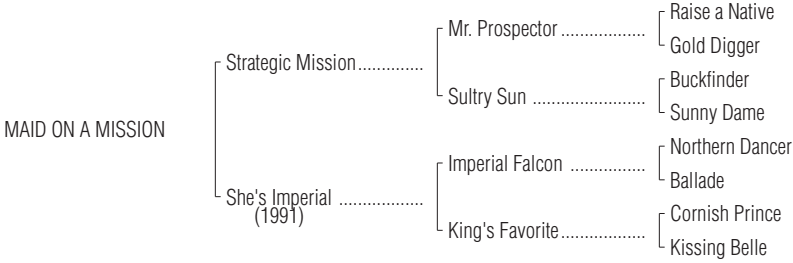 Raise a Native
Mr. Prospector ...................
Gold Digger
Strategic Mission..............
Buckfinder
Sultry Sun .........................
Sunny Dame
MAID ON A MISSION
Northern Dancer
Imperial Falcon .................
Ballade
She's Imperial ...................
(1991)
Cornish Prince
King's Favorite...................
Kissing Belle